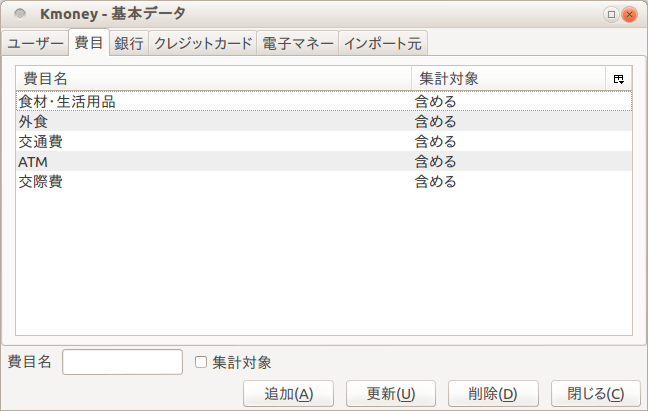 Kmoney - 基本データ
ユーザー 費目 銀行 クレジットカード 電子マネー インポート元
費目名 集計対象
食材･生活用品 含める
外食 含める
交通費 含める
ATM 含める
交際費 含める
費目名 集計対象
追加(A) 更新(U) 削除(D) 閉じる(C)